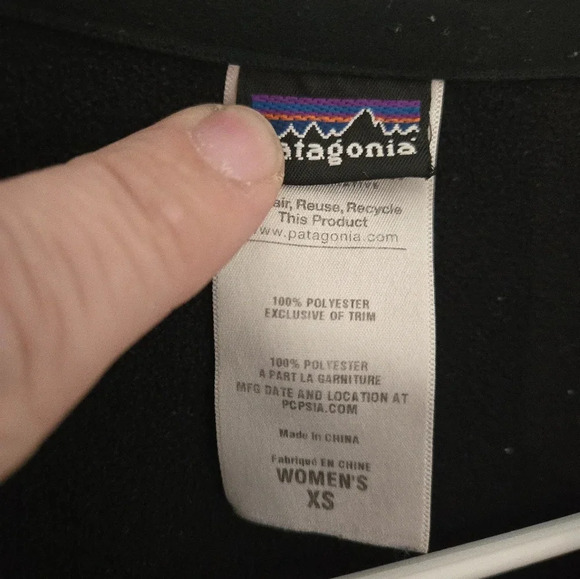 atagonia
air, Reuse, Recycle
This Product
www.patagonia.com
100% POLYESTER
EXCLUSIVE OF TRIM
100% POLYESTER
A PART LA GARNITURE
MFG DATE AND LOCATION AT
PCPSIA.COM
Made in CHINA
Fabriqué EN CHINE
WOMEN'S
XS